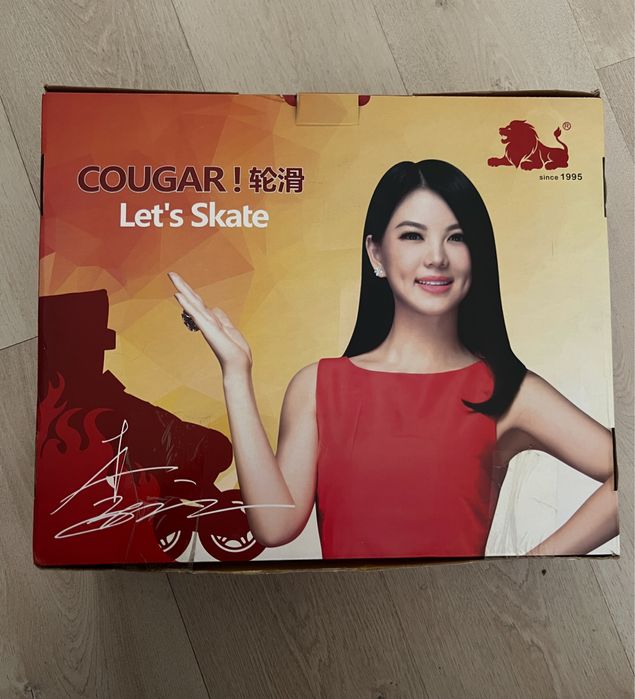 COUGAR！轮滑
Let's Skate
®
since 1995